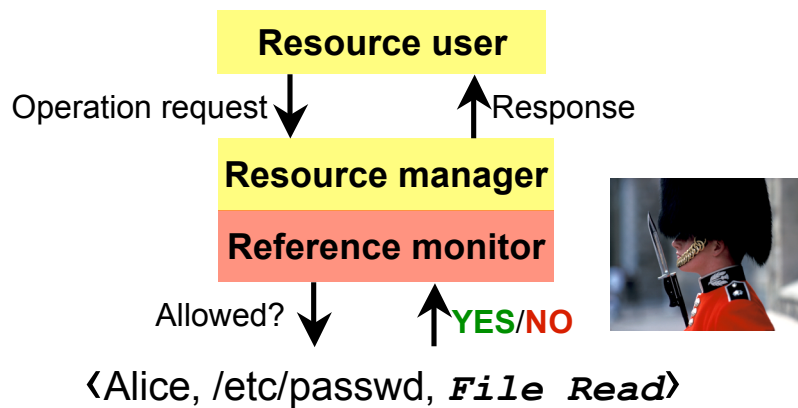 Resource user
Operation request
Response
Resource manager
Reference monitor
Allowed?
YES/NO
‹Alice, /etc/passwd, File Read›